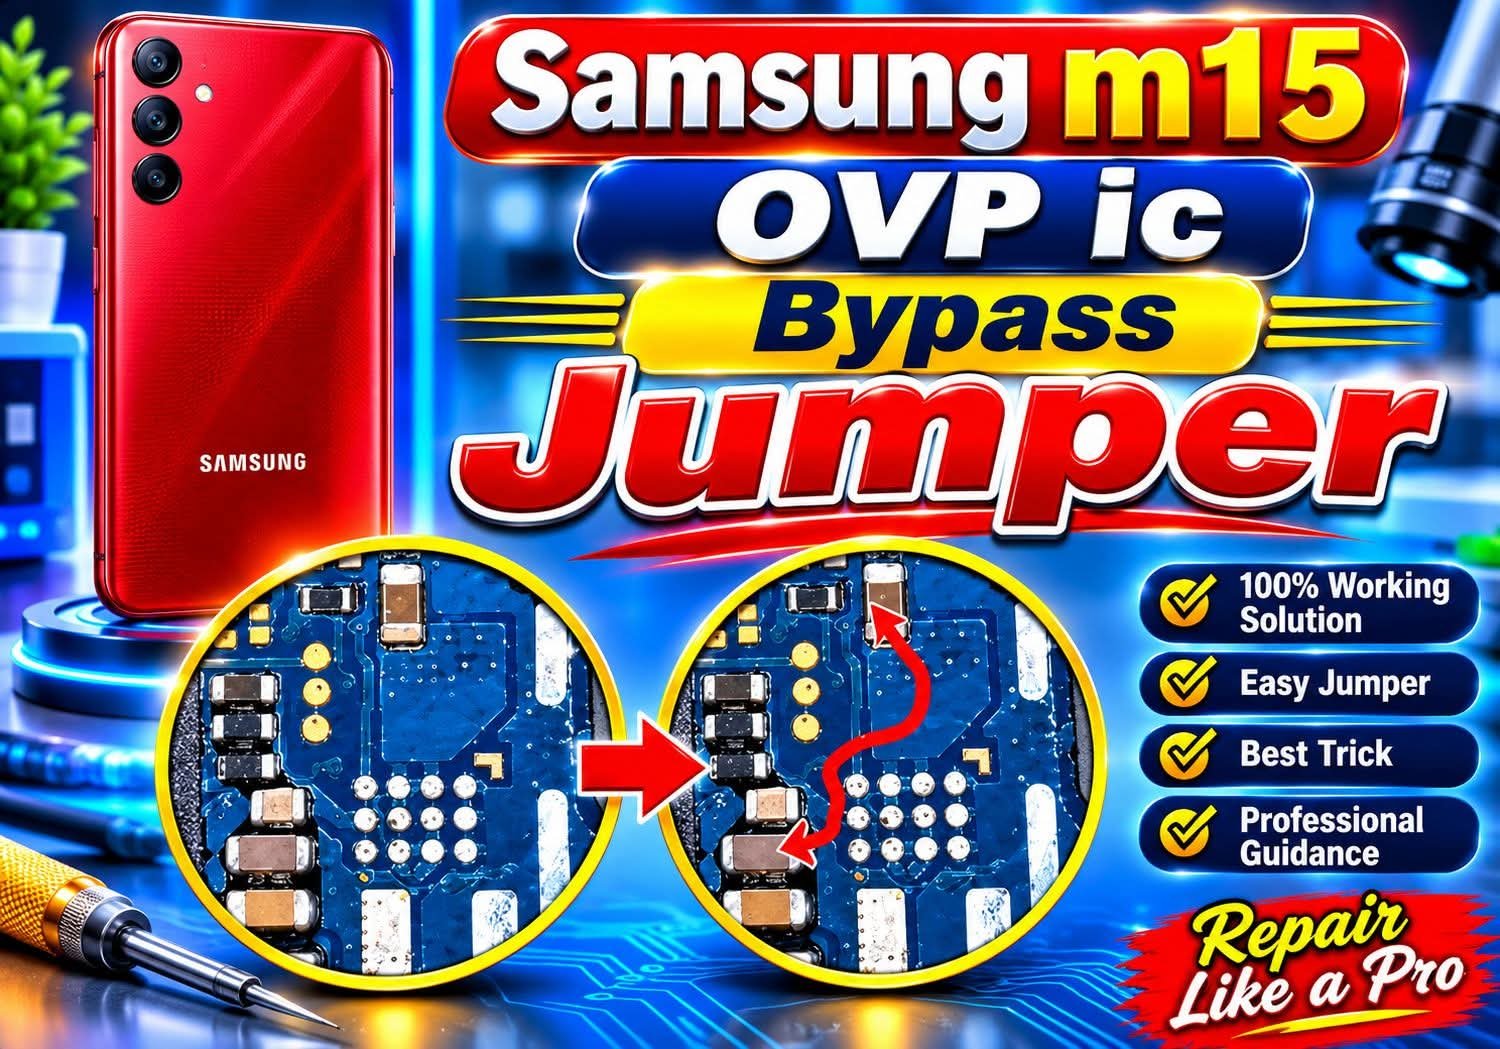 Samsung m15
OVP ic
Bypass
Jumper
SAMSUNG
100% Working
Solution
Easy Jumper
Best Trick
Professional
Guidance
Repair
Like a Pro